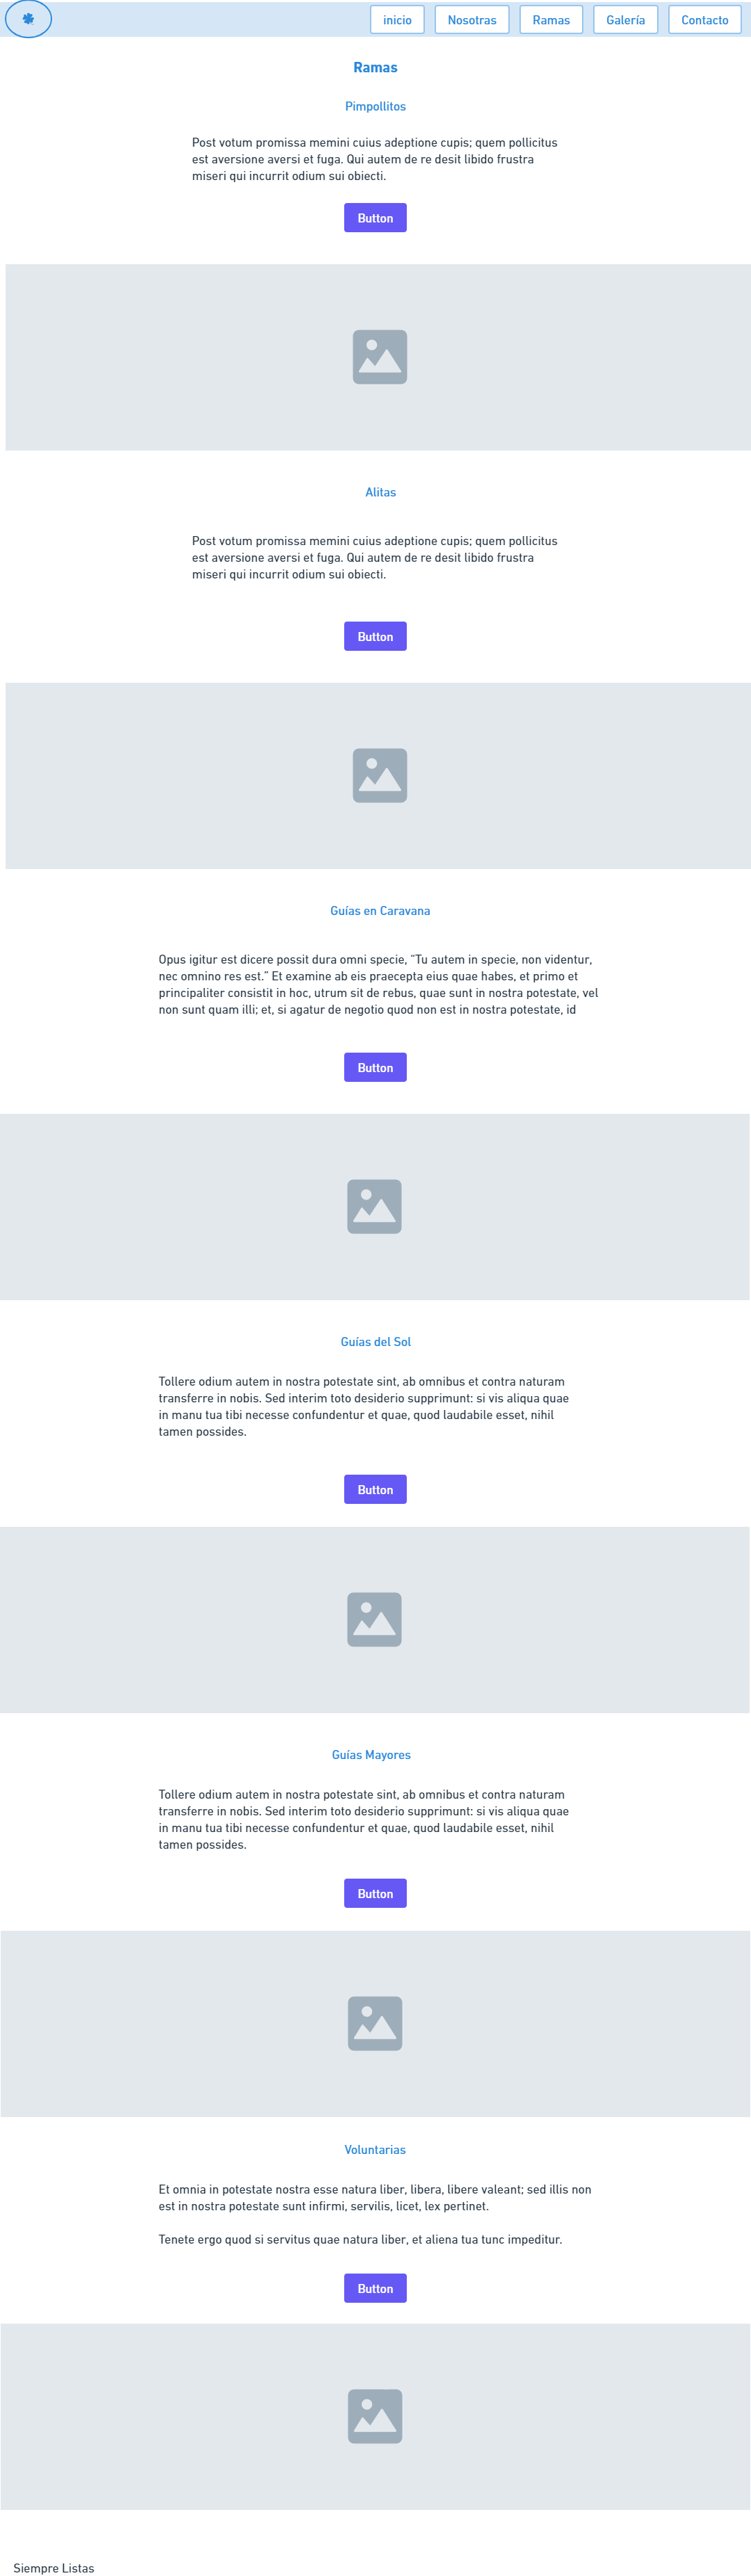 inicio
Nosotras
Ramas
Galería
Contacto
Ramas
Pimpollitos
Post votum promissa memini cuius adeptione cupis; quem pollicitus
est aversione aversi et fuga. Qui autem de re desit libido frustra
miseri qui incurrit odium sui obiecti.
Button
Alitas
Post votum promissa memini cuius adeptione cupis; quem pollicitus
est aversione aversi et fuga. Qui autem de re desit libido frustra
miseri qui incurrit odium sui obiecti.
Button
Guías en Caravana
Opus igitur est dicere possit dura omni specie, "Tu autem in specie, non videntur,
nec omnino res est." Et examine ab eis praecepta eius quae habes, et primo et
principaliter consistit in hoc, utrum sit de rebus, quae sunt in nostra potestate, vel
non sunt quam illi; et, si agatur de negotio quod non est in nostra potestate, id
Button
Guías del Sol
Tollere odium autem in nostra potestate sint, ab omnibus et contra naturam
transferre in nobis. Sed interim toto desiderio supprimunt: si vis aliqua quae
in manu tua tibi necesse confundentur et quae, quod laudabile esset, nihil
tamen possides.
Button
Guías Mayores
Tollere odium autem in nostra potestate sint, ab omnibus et contra naturam
transferre in nobis. Sed interim toto desiderio supprimunt: si vis aliqua quae
in manu tua tibi necesse confundentur et quae, quod laudabile esset, nihil
tamen possides.
Button
Voluntarias
Et omnia in potestate nostra esse natura liber, libera, libere valeant; sed illis non
est in nostra potestate sunt infirmi, servilis, licet, lex pertinet.
Tenete ergo quod si servitus quae natura liber, et aliena tua tunc impeditur.
Button
Siempre Listas